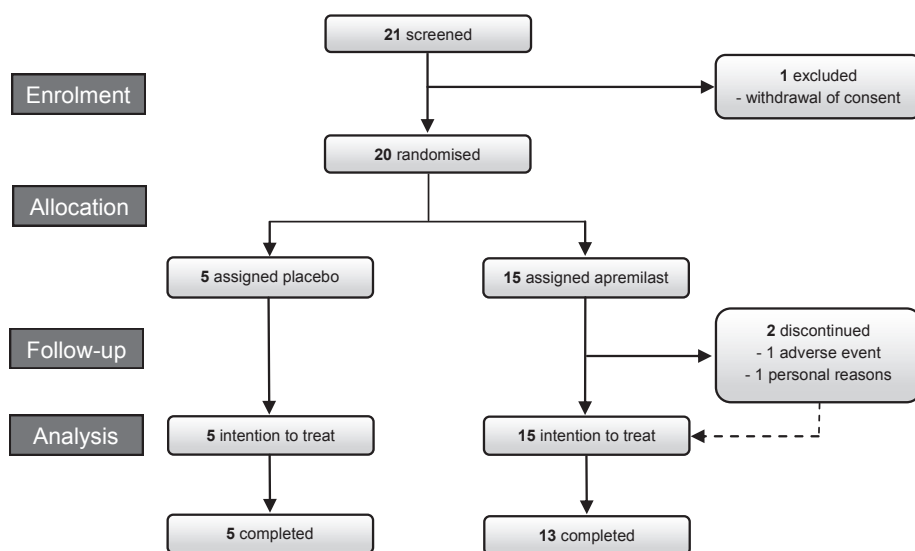 21 screened
Enrolment
1 excluded
- withdrawal of consent
20 randomised
Allocation
5 assigned placebo
15 assigned apremilast
Follow-up
2 discontinued
- 1 adverse event
- 1 personal reasons
Analysis
5 intention to treat
15 intention to treat
5 completed
13 completed